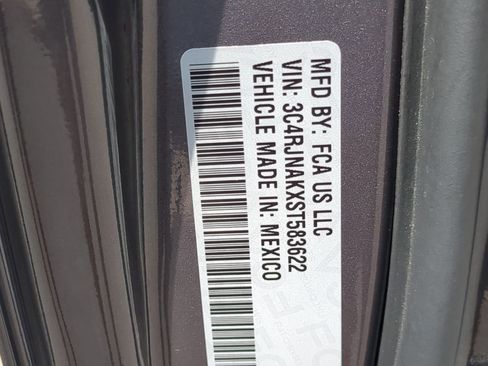 MFD BY: FCA US LLC
VIN: 3C4RJNAKXST583622
VEHICLE MADE IN: MEXICO